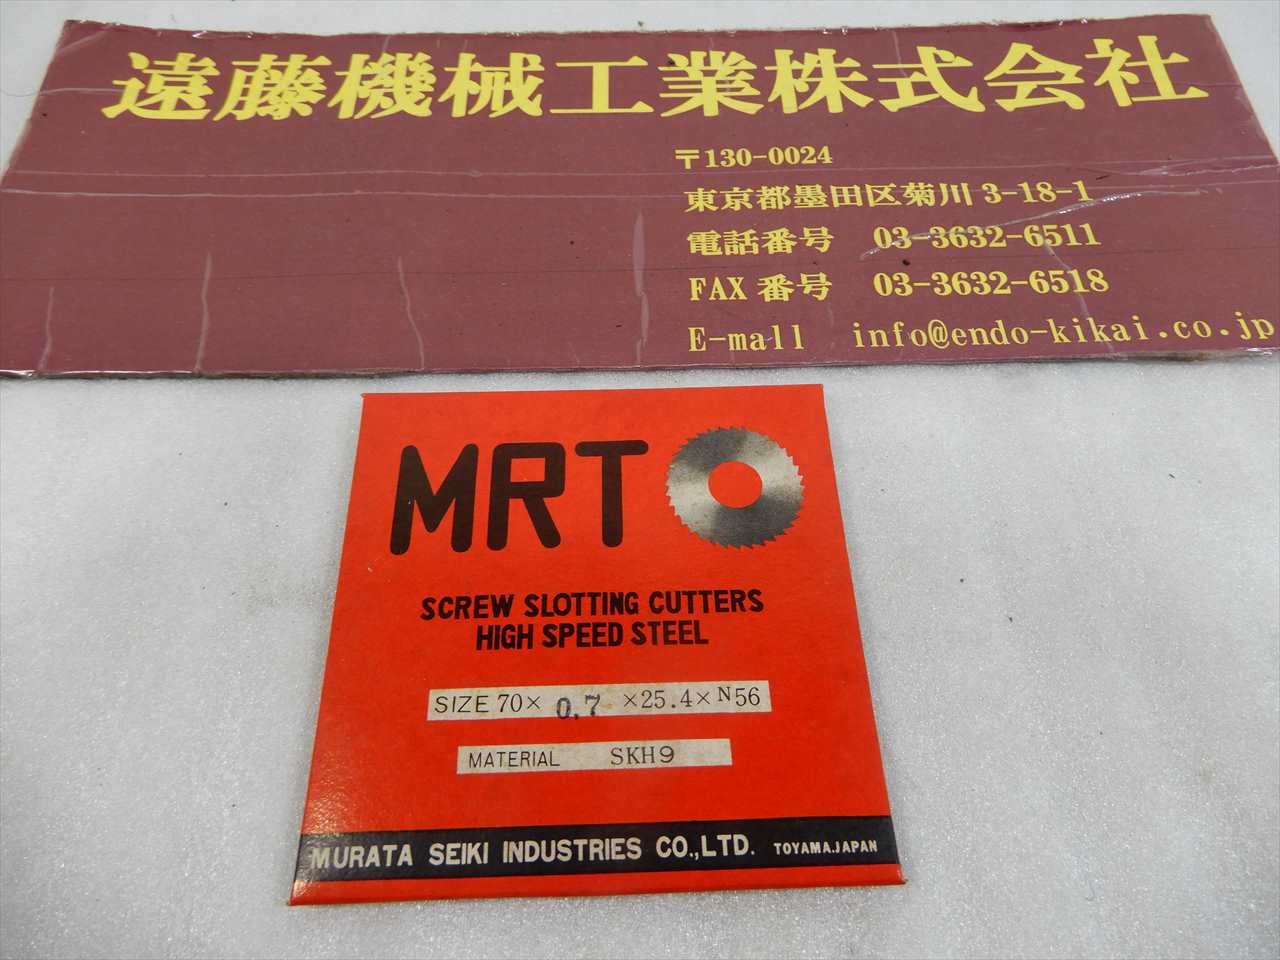 遠藤機械工業株式会社
〒130-0024
東京都墨田区菊川 3-18-1
電話番号 03-3632-6511
FAX 番号 03-3632-6518
E-mall info@endo-kikai.co.jp
MRT
SCREW SLOTTING CUTTERS
HIGH SPEED STEEL
SIZE 70× 0.7 ×25.4×N56
MATERIAL SKH9
MURATA SEIKI INDUSTRIES CO.,LTD. TOYAMA.JAPAN